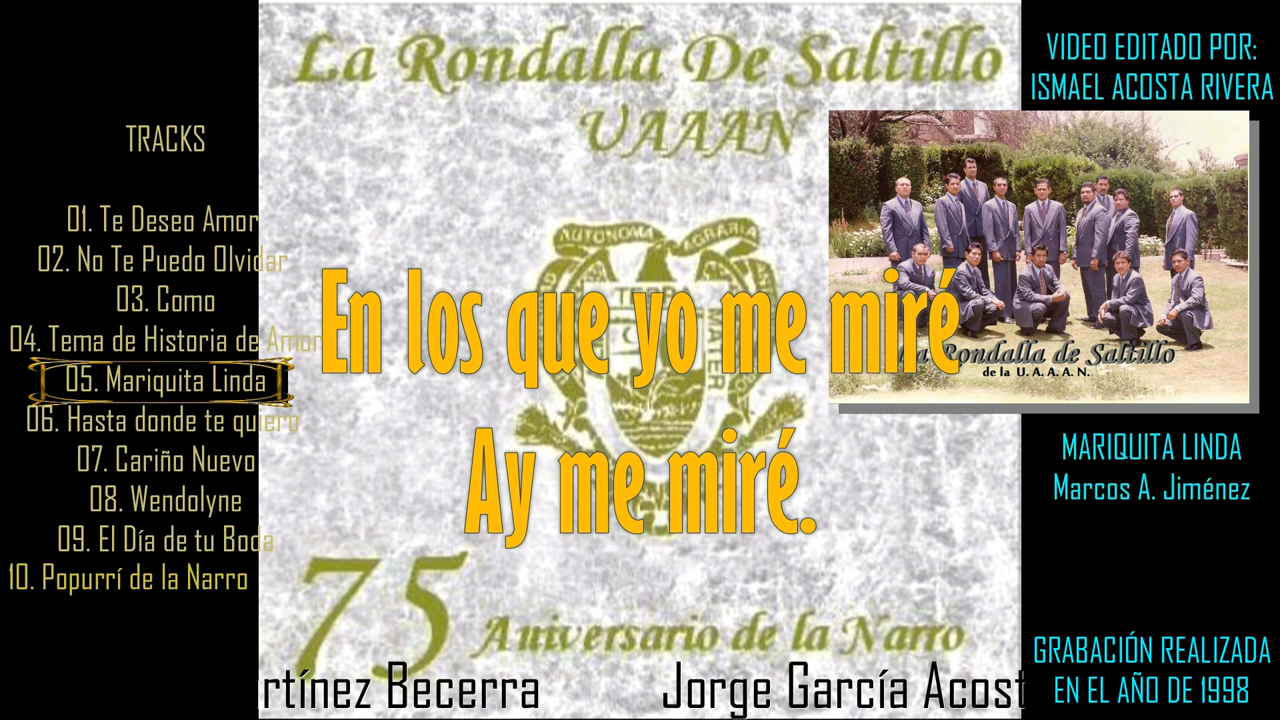 La Rondalla De Saltillo
UAAAN
VIDEO EDITADO POR:
ISMAEL ACOSTA RIVERA
TRACKS
01. Te Deseo Amor
02. No Te Puedo Olvidar
03. Como
04. Tema de Historia de Amor
05. Mariquita Linda
06. Hasta donde te quiero
07. Cariño Nuevo
08. Wendolyne
09. El Día de tu Boda
10. Popurrí de la Narro
AUTONOMA AGRARIA
MATER
En los que yo me miré
Ay me miré.
La Rondalla de Saltillo
de la U. A. A. A. N.
MARIQUITA LINDA
Marcos A. Jiménez
75 Aniversario de la Narro
rtínez Becerra
Jorge García Acost
GRABACIÓN REALIZADA
EN EL AÑO DE 1998